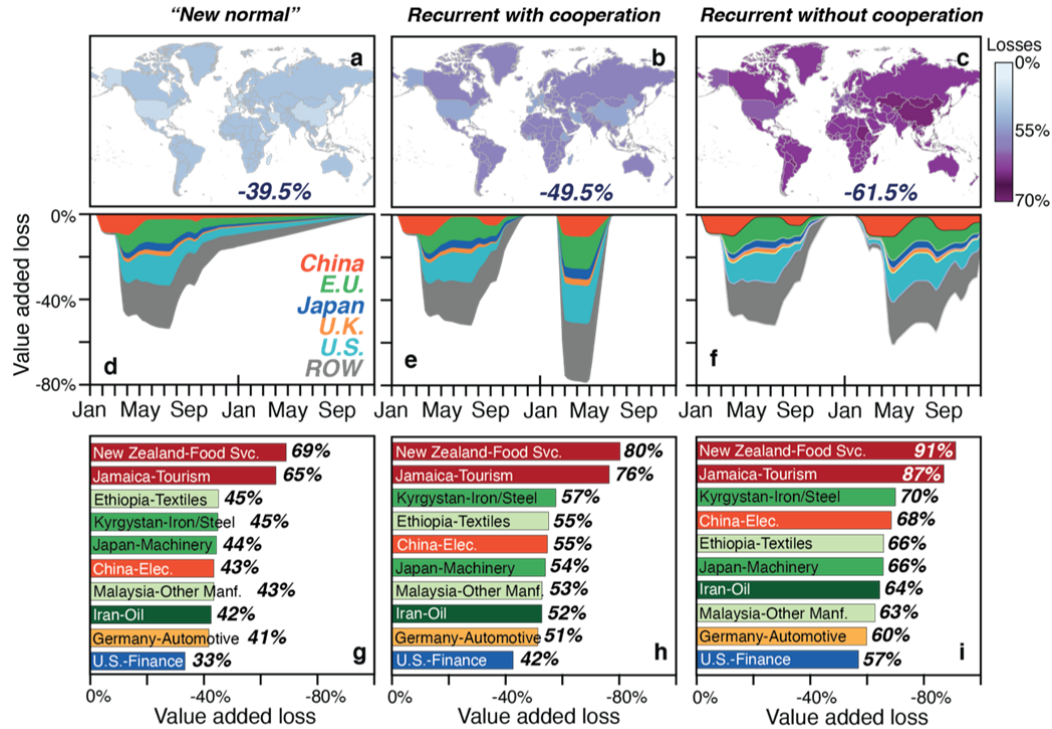 “New normal”
Recurrent with cooperation
Recurrent without cooperation
a
b
c
Losses
0%
55%
70%
-39.5%
-49.5%
-61.5%
Value added loss
0%
-40%
-80%
China
E.U.
Japan
U.K.
U.S.
ROW
d
e
f
Jan May Sep Jan May Sep
Jan May Sep Jan May Sep
Jan May Sep Jan May Sep
New Zealand-Food Svc. 69%
Jamaica-Tourism 65%
Ethiopia-Textiles 45%
Kyrgystan-Iron/Steel 45%
Japan-Machinery 44%
China-Elec. 43%
Malaysia-Other Manf. 43%
Iran-Oil 42%
Germany-Automotive 41%
U.S.-Finance 33%
g
0% -40% -80%
Value added loss
New Zealand-Food Svc. 80%
Jamaica-Tourism 76%
Kyrgystan-Iron/Steel 57%
Ethiopia-Textiles 55%
China-Elec. 55%
Japan-Machinery 54%
Malaysia-Other Manf. 53%
Iran-Oil 52%
Germany-Automotive 51%
U.S.-Finance 42%
h
0% -40% -80%
Value added loss
New Zealand-Food Svc. 91%
Jamaica-Tourism 87%
Kyrgystan-Iron/Steel 70%
China-Elec. 68%
Ethiopia-Textiles 66%
Japan-Machinery 66%
Iran-Oil 64%
Malaysia-Other Manf. 63%
Germany-Automotive 60%
U.S.-Finance 57%
i
0% -40% -80%
Value added loss